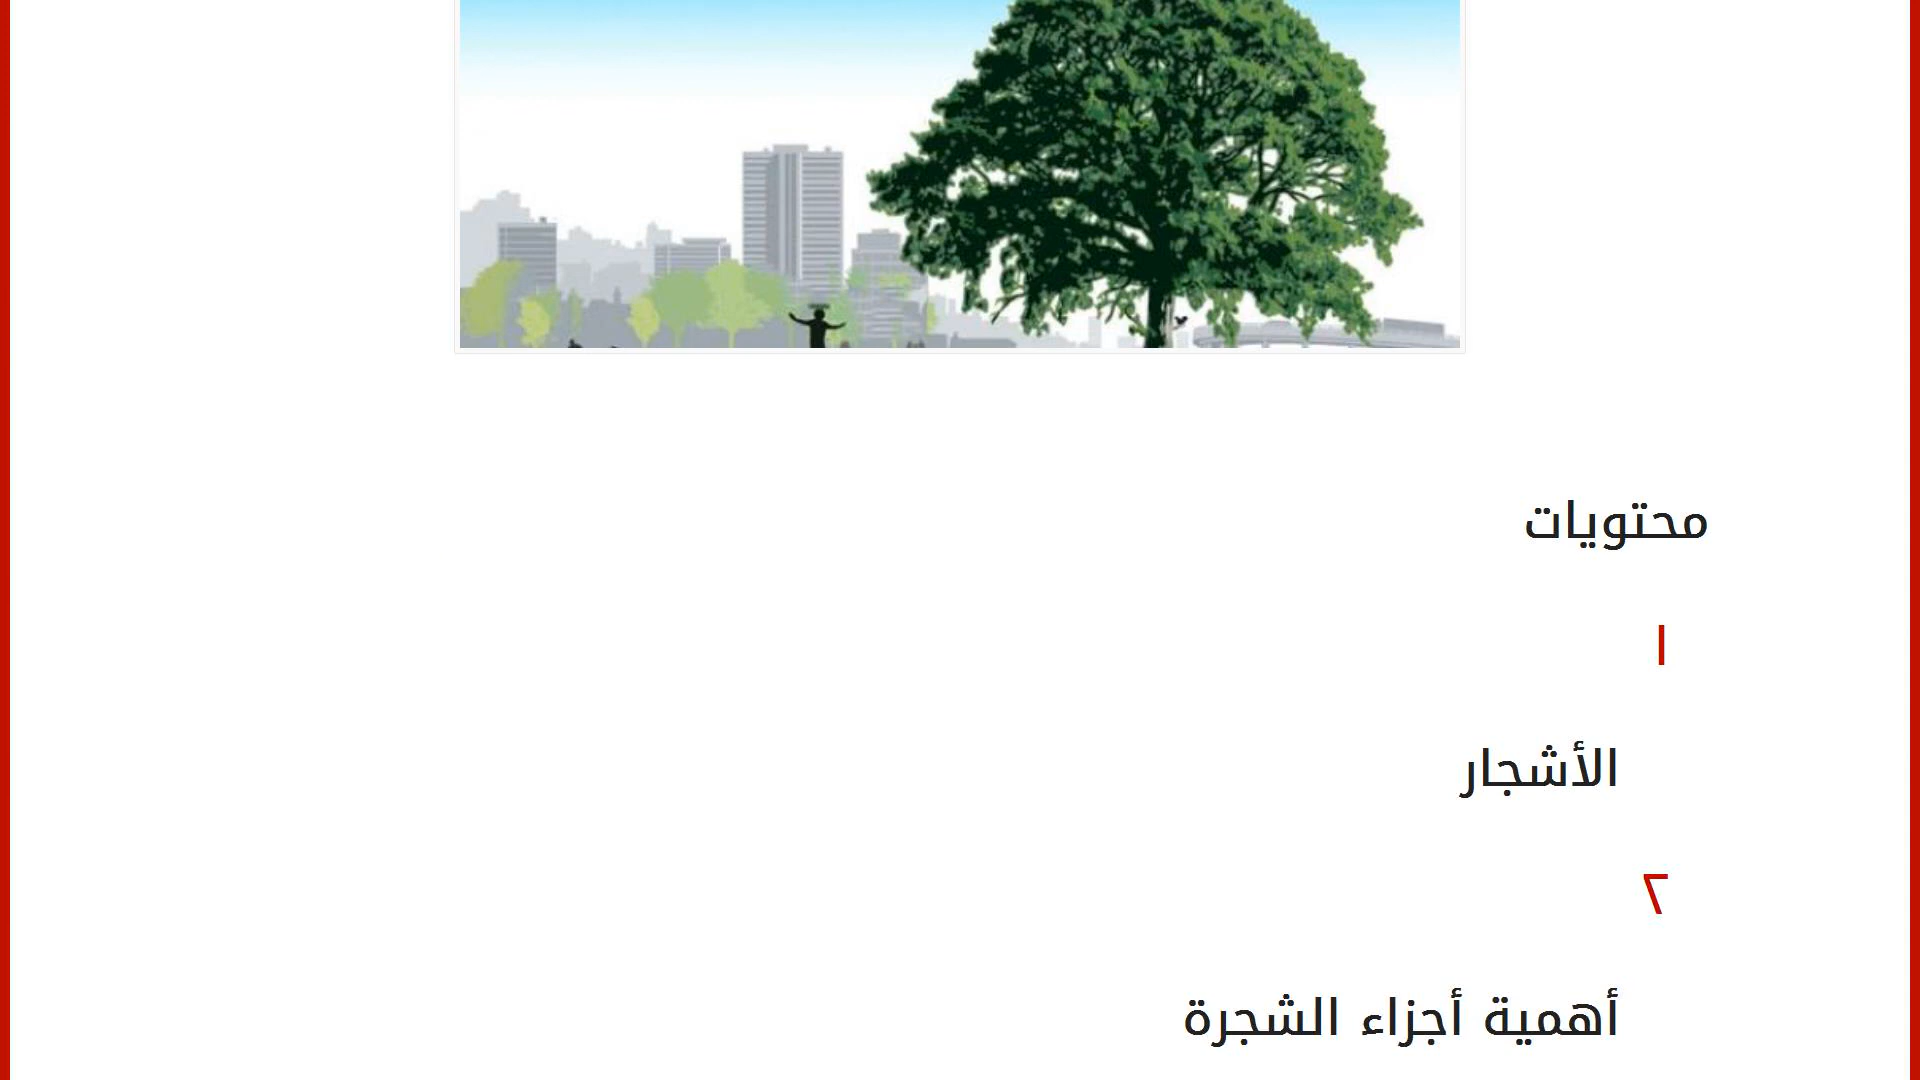 محتويات
١
الأشجار
٢
أهمية أجزاء الشجرة